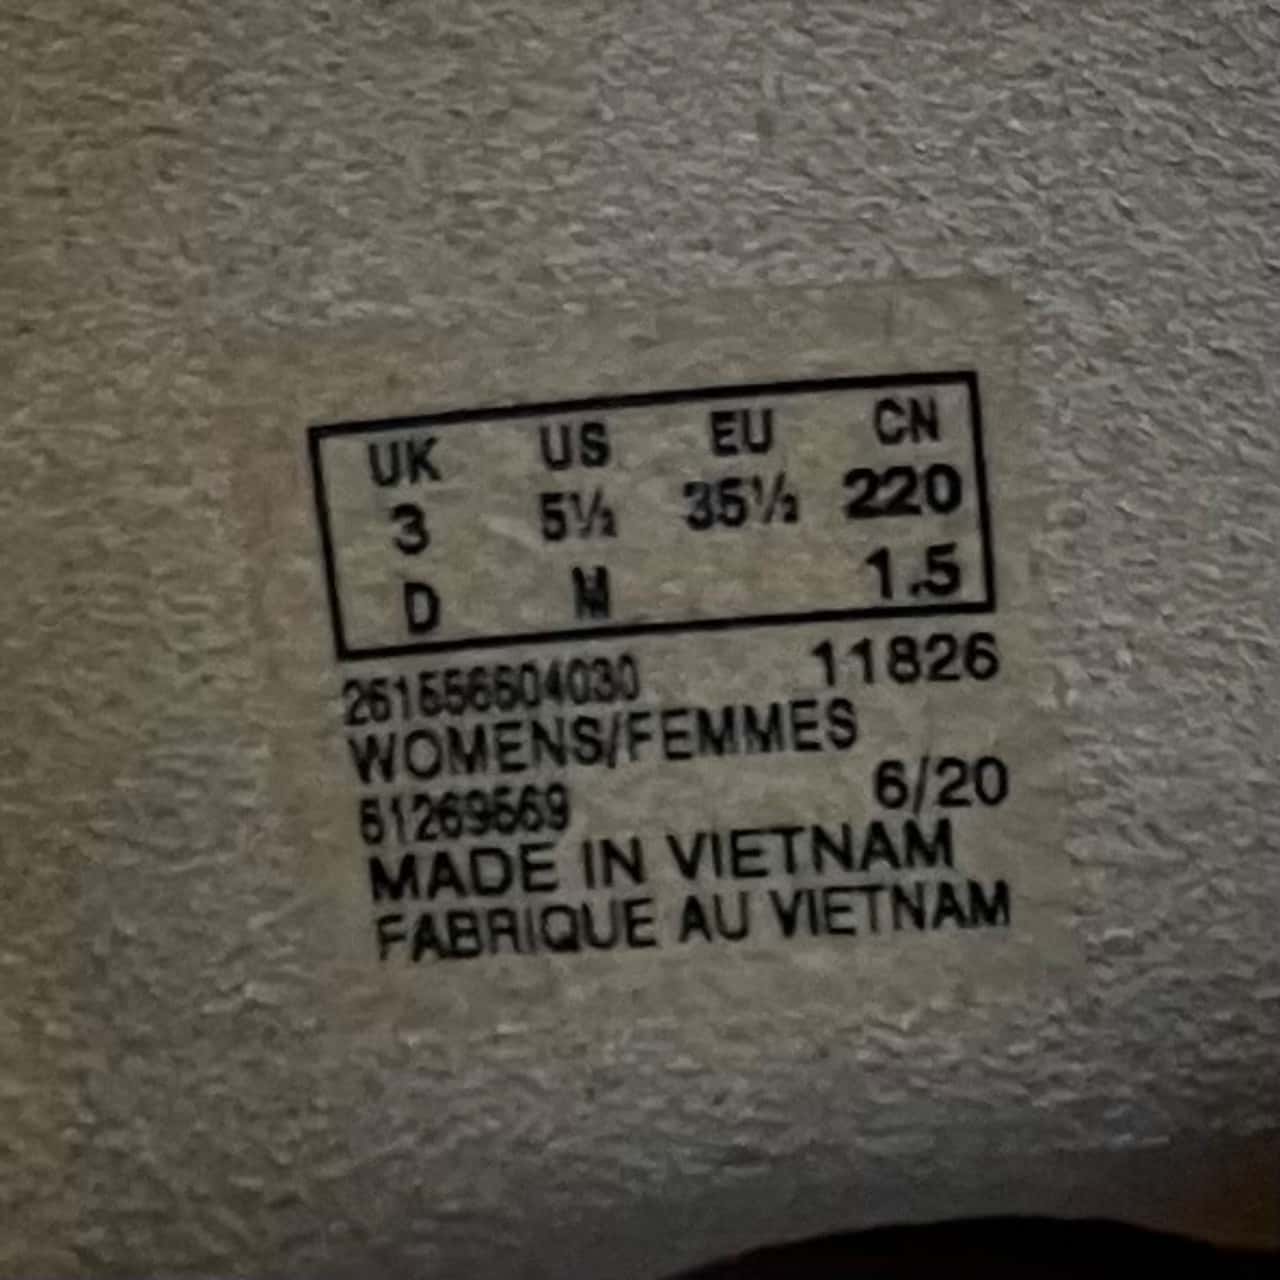 UK US EU CN
3 5½ 35½ 220
D M 1.5
261556604030 11826
WOMENS/FEMMES
51269569 6/20
MADE IN VIETNAM
FABRIQUE AU VIETNAM